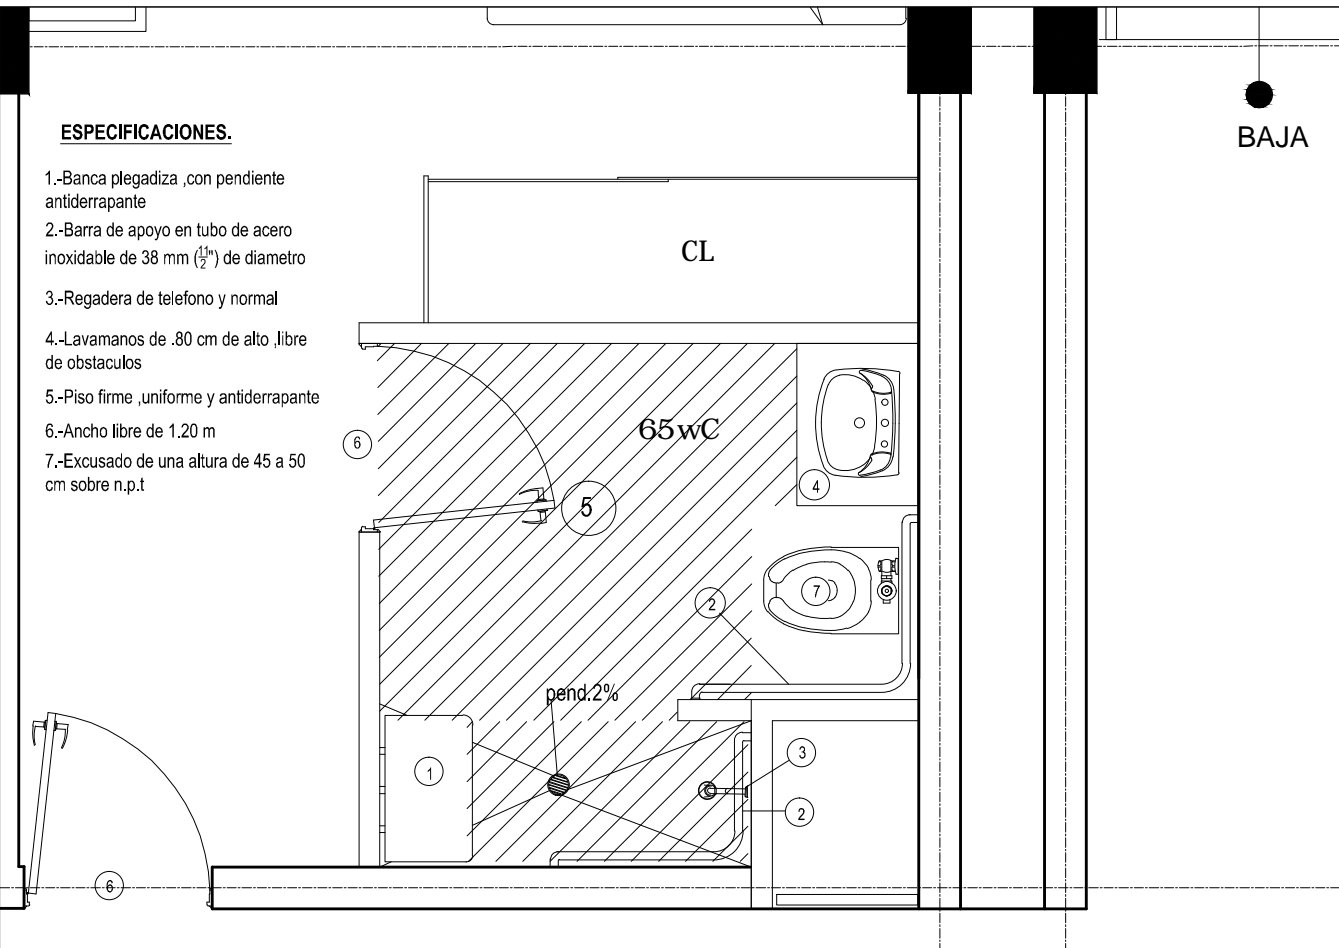 BAJA
ESPECIFICACIONES.
1.-Banca plegadiza ,con pendiente
antiderrapante
2.-Barra de apoyo en tubo de acero
inoxidable de 38 mm (11/2") de diametro
3.-Regadera de telefono y normal
4.-Lavamanos de .80 cm de alto ,libre
de obstaculos
5.-Piso firme ,uniforme y antiderrapante
6.-Ancho libre de 1.20 m
7.-Excusado de una altura de 45 a 50
cm sobre n.p.t
CL
65wC
6
4
5
7
2
pend.2%
3
1
2
6